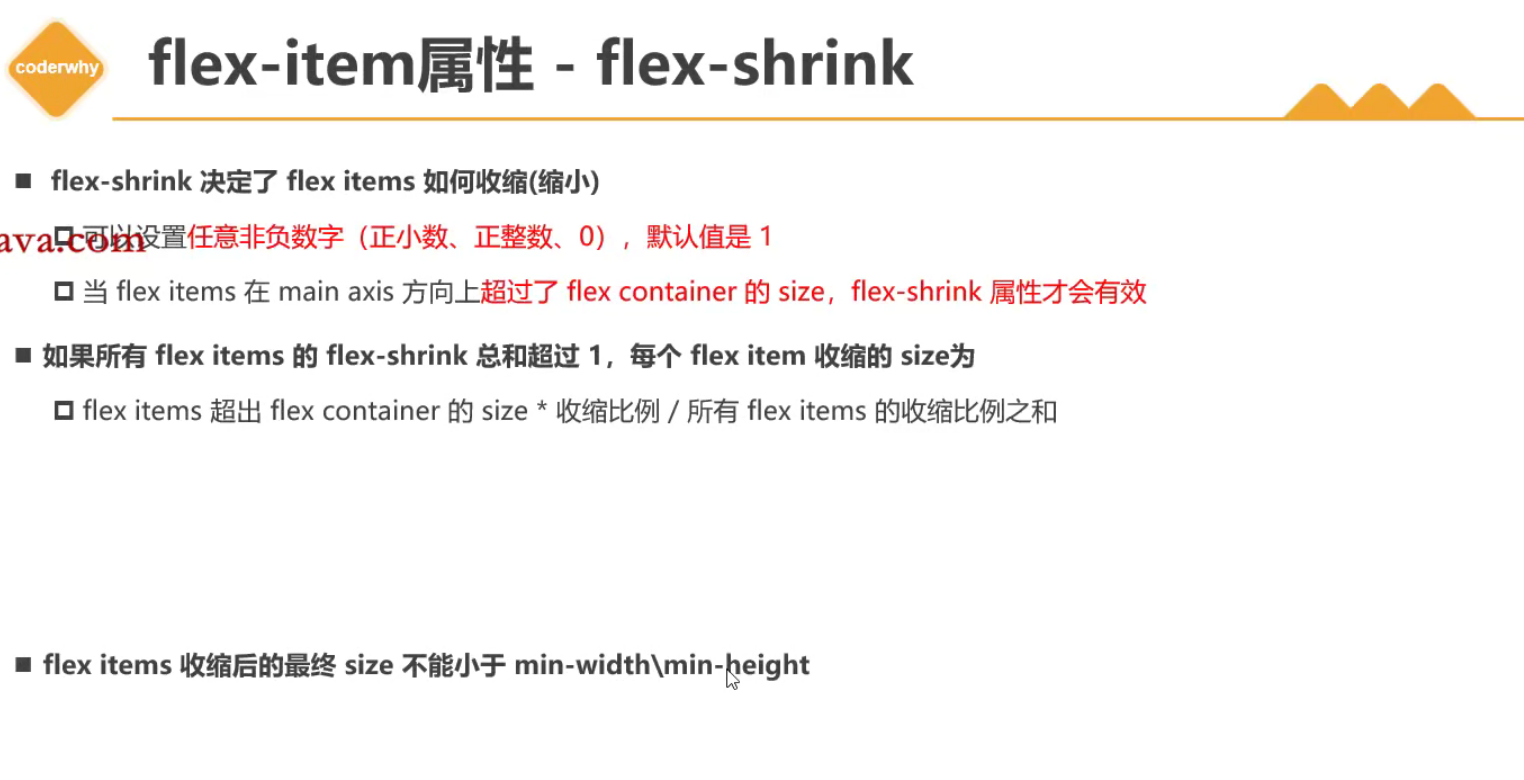 coderwhy
flex-item属性 - flex-shrink
flex-shrink 决定了 flex items 如何收缩(缩小)
可以设置任意非负数字（正小数、正整数、0），默认值是 1
ava.com
当 flex items 在 main axis 方向上超过了 flex container 的 size，flex-shrink 属性才会有效
如果所有 flex items 的 flex-shrink 总和超过 1，每个 flex item 收缩的 size为
flex items 超出 flex container 的 size * 收缩比例 / 所有 flex items 的收缩比例之和
flex items 收缩后的最终 size 不能小于 min-width\min-height